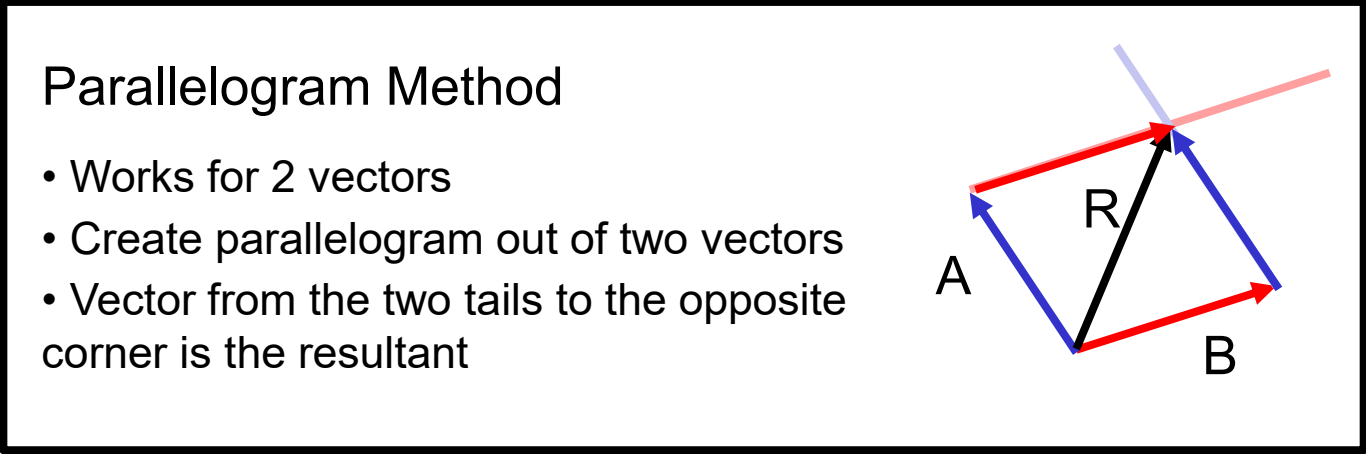 Parallelogram Method
• Works for 2 vectors
• Create parallelogram out of two vectors
• Vector from the two tails to the opposite
corner is the resultant
R
A
B